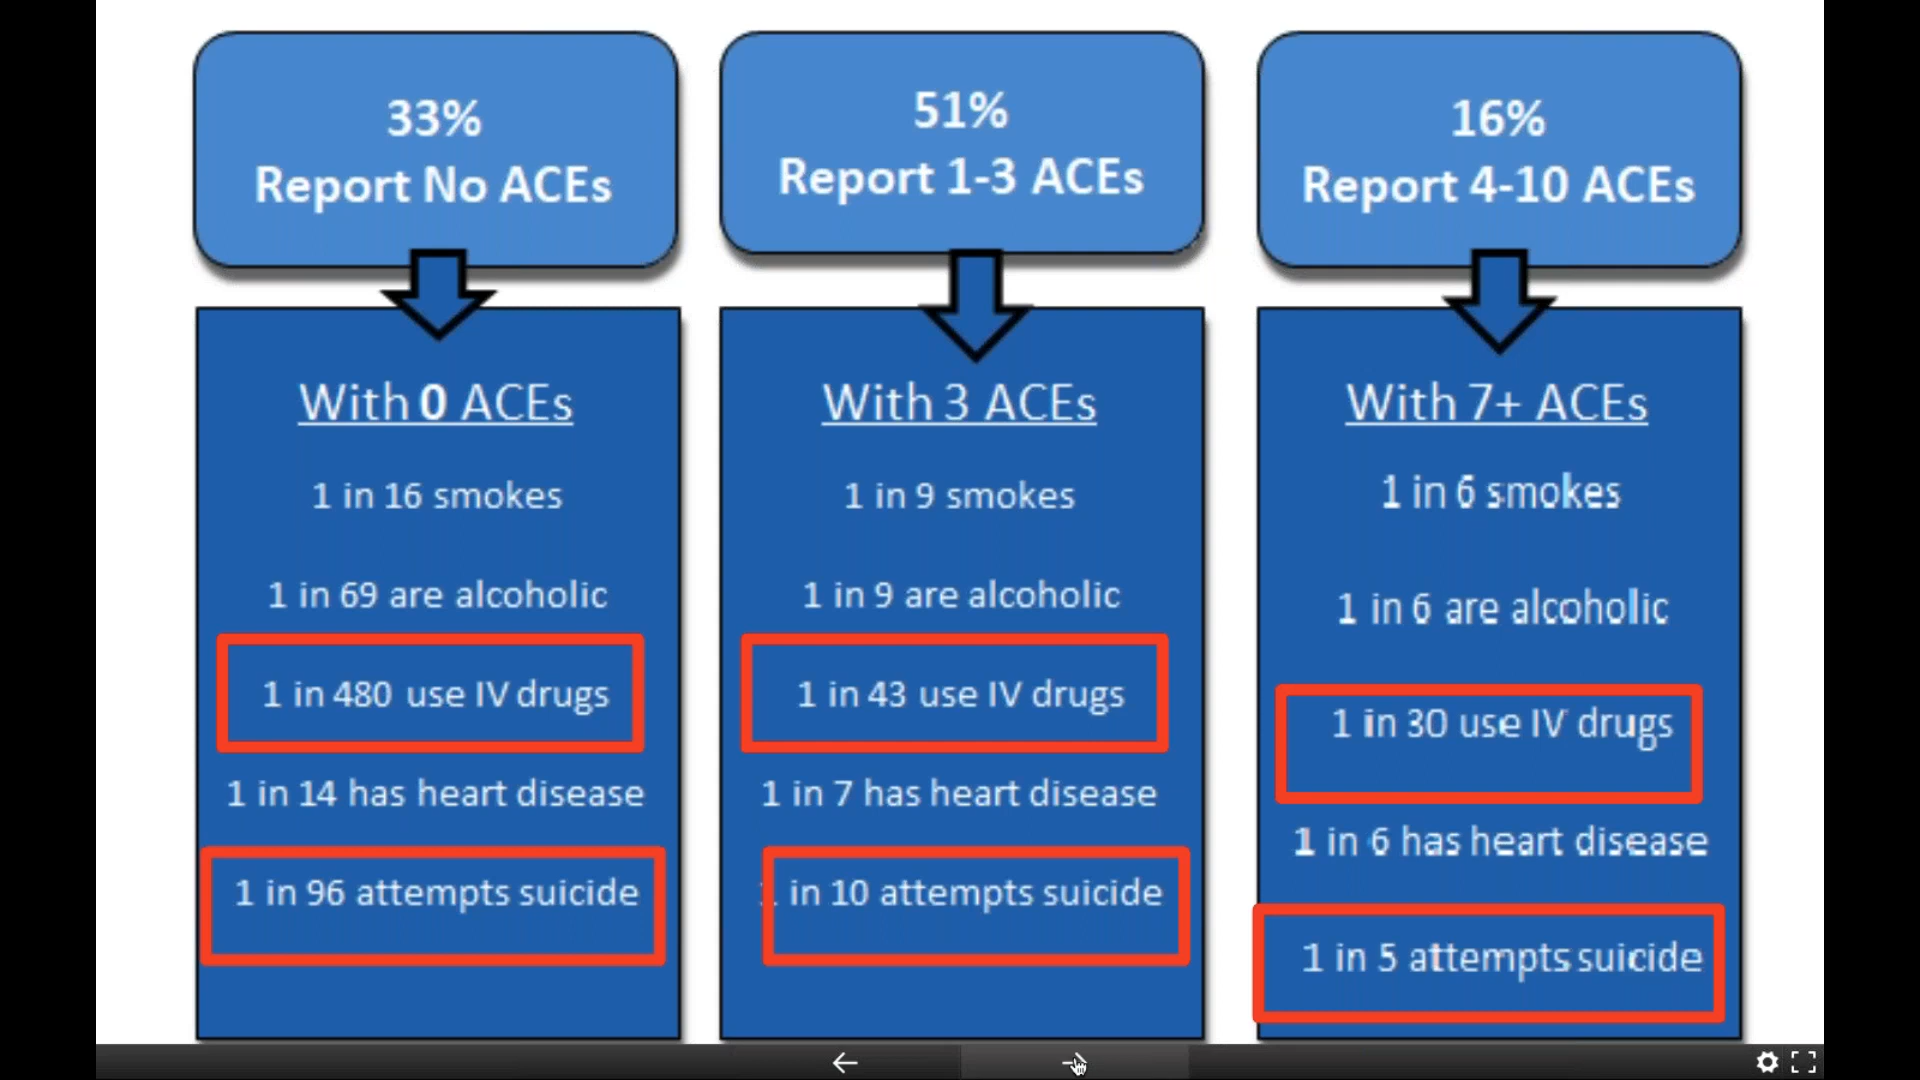 33%
Report No ACEs
With 0 ACEs
1 in 16 smokes
1 in 69 are alcoholic
1 in 480 use IV drugs
1 in 14 has heart disease
1 in 96 attempts suicide
51%
Report 1-3 ACEs
With 3 ACEs
1 in 9 smokes
1 in 9 are alcoholic
1 in 43 use IV drugs
1 in 7 has heart disease
1 in 10 attempts suicide
16%
Report 4-10 ACEs
With 7+ ACEs
1 in 6 smokes
1 in 6 are alcoholic
1 in 30 use IV drugs
1 in 6 has heart disease
1 in 5 attempts suicide